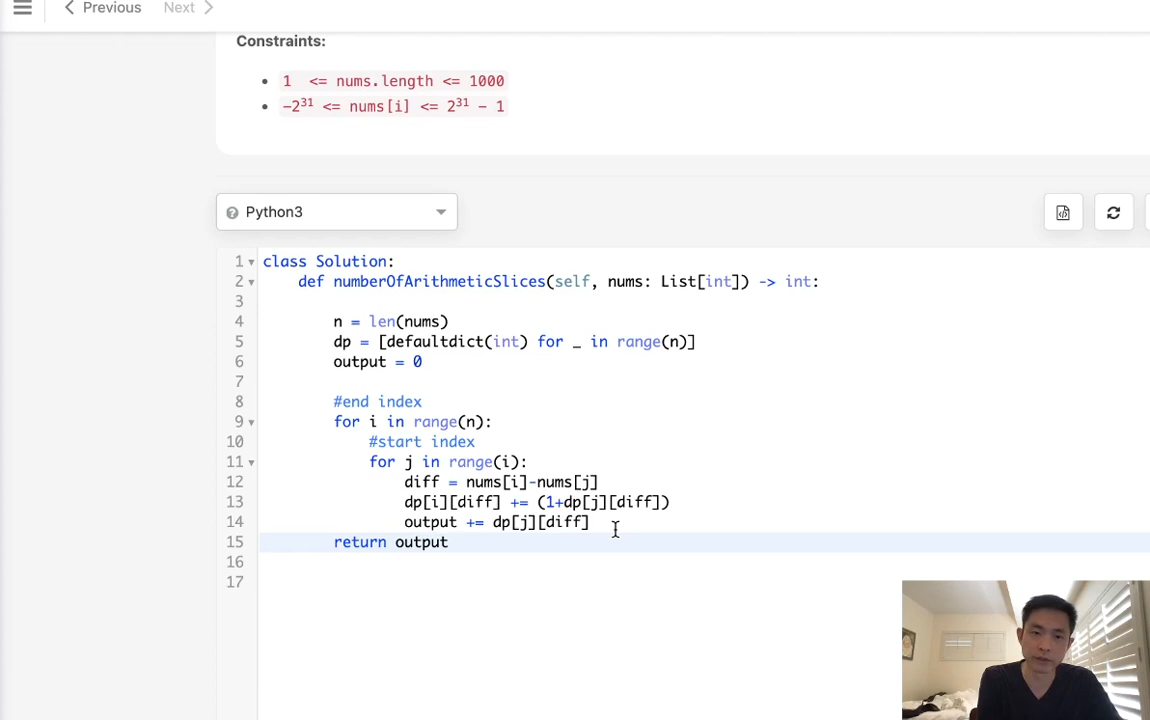 Previous Next
Constraints:
1 <= nums.length <= 1000
-2^31 <= nums[i] <= 2^31 - 1
Python3
1 class Solution:
2 def numberOfArithmeticSlices(self, nums: List[int]) -> int:
3
4 n = len(nums)
5 dp = [defaultdict(int) for _ in range(n)]
6 output = 0
7
8 #end index
9 for i in range(n):
10 #start index
11 for j in range(i):
12 diff = nums[i]-nums[j]
13 dp[i][diff] += (1+dp[j][diff])
14 output += dp[j][diff]
15 return output
16
17